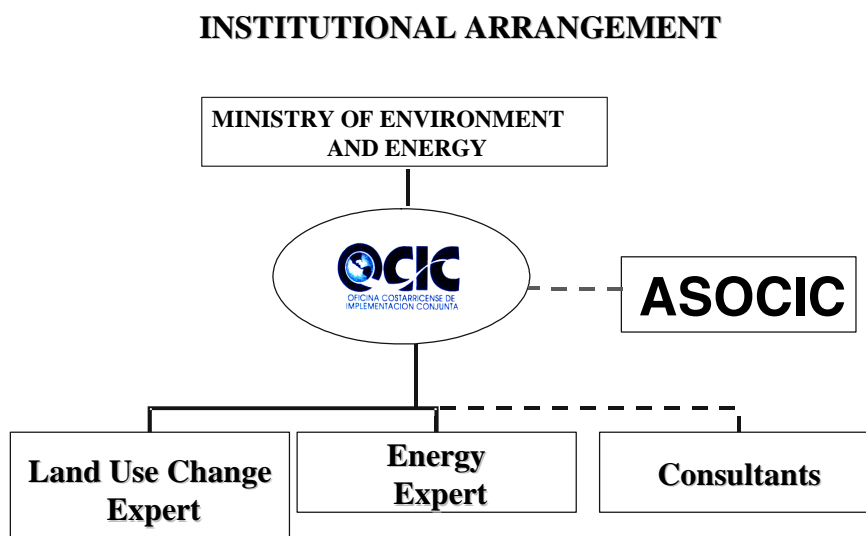 INSTITUTIONAL ARRANGEMENT
MINISTRY OF ENVIRONMENT
AND ENERGY
OCIC
OFICINA COSTARRICENSE DE
IMPLEMENTACIÓN CONJUNTA
ASOCIC
Land Use Change
Expert
Energy
Expert
Consultants